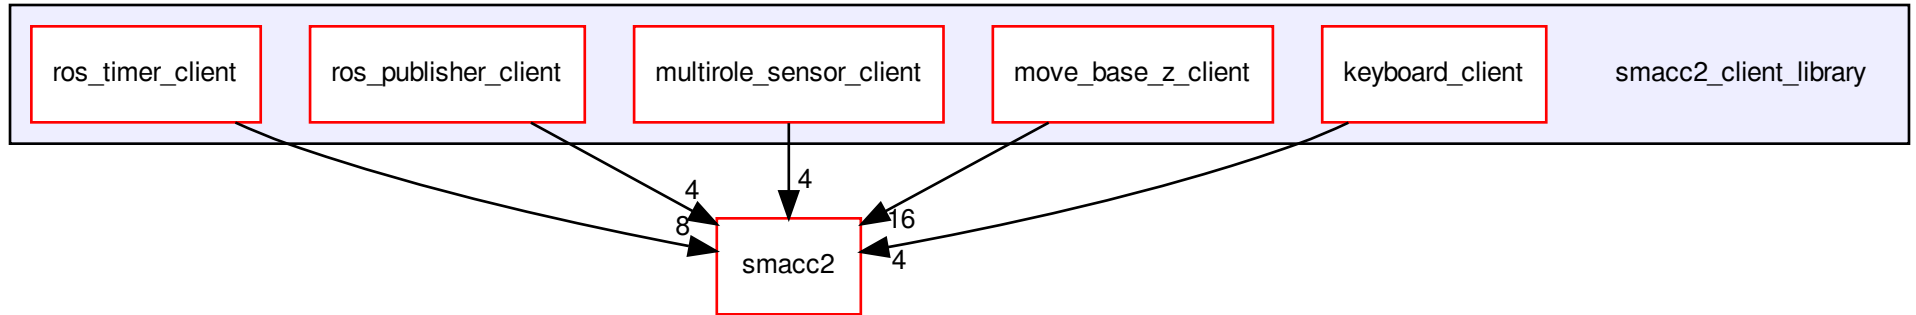 ros_timer_client
ros_publisher_client
multirole_sensor_client
move_base_z_client
keyboard_client
smacc2_client_library
4
4
8
16
4
smacc2